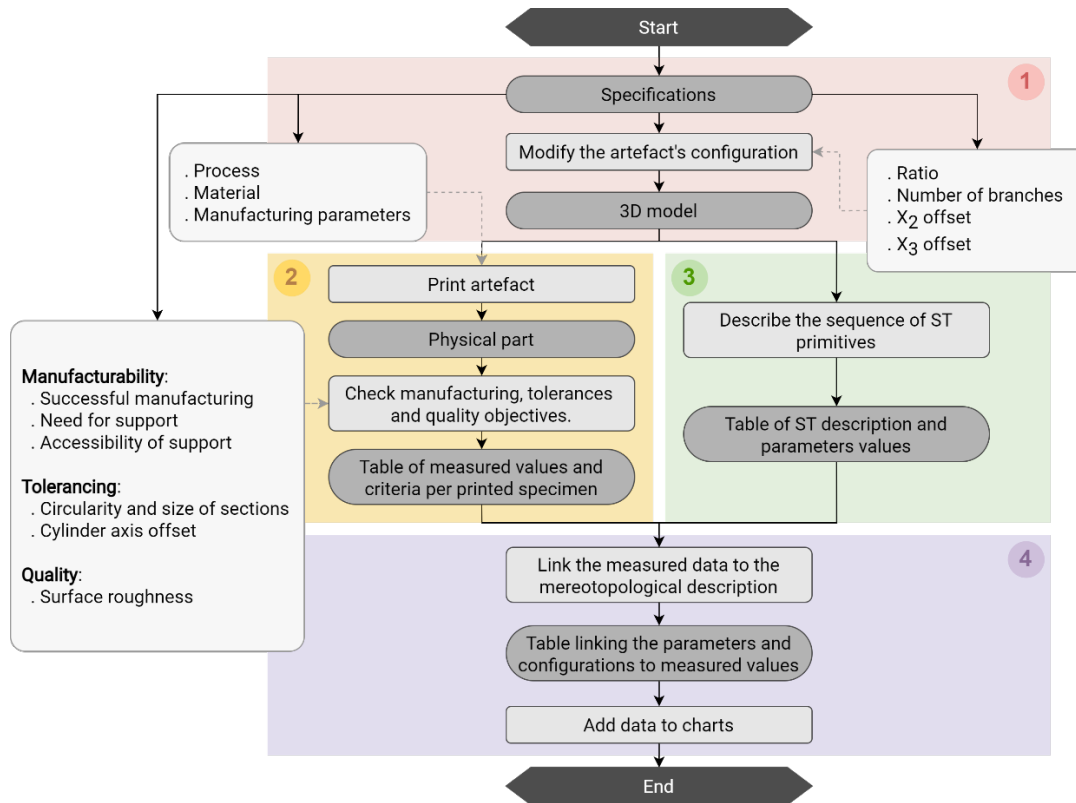 Start
1
Specifications
Modify the artefact's configuration
3D model
. Process
. Material
. Manufacturing parameters
. Ratio
. Number of branches
. X₂ offset
. X₃ offset
2
Print artefact
Physical part
Check manufacturing, tolerances
and quality objectives.
Table of measured values and
criteria per printed specimen
3
Describe the sequence of ST
primitives
Table of ST description and
parameters values
Manufacturability:
. Successful manufacturing
. Need for support
. Accessibility of support
Tolerancing:
. Circularity and size of sections
. Cylinder axis offset
Quality:
. Surface roughness
4
Link the measured data to the
mereotopological description
Table linking the parameters and
configurations to measured values
Add data to charts
End